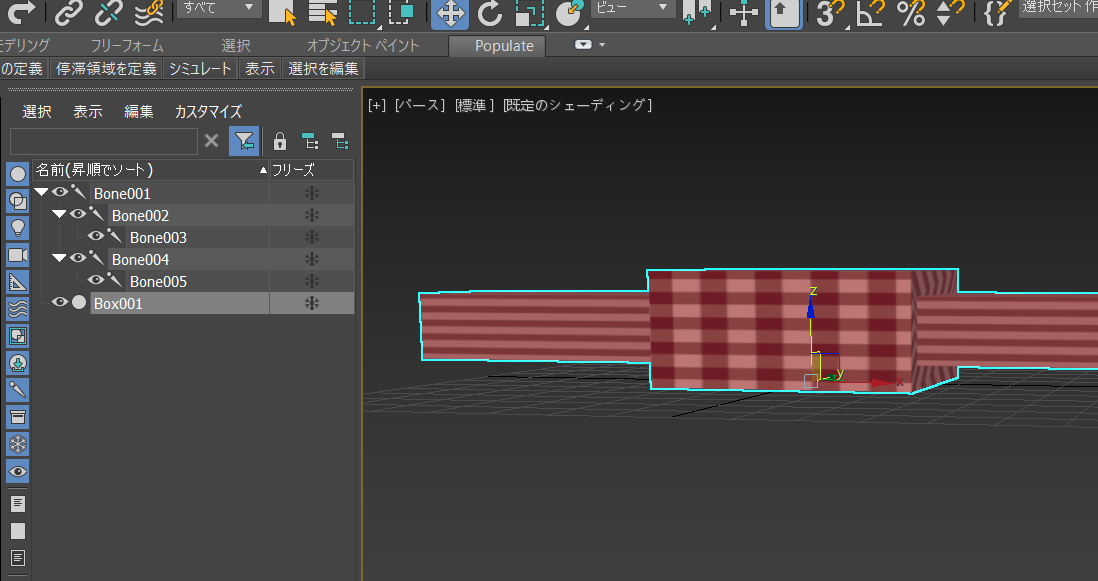 すべて
ビュー
選択セット 作
モデリング フリーフォーム 選択 オブジェクト ペイント Populate
の定義 停滞領域を定義 シミュレート 表示 選択を編集
選択 表示 編集 カスタマイズ
[+] [パース] [標準] [既定のシェーディング]
名前(昇順でソート) ▲ フリーズ
Bone001
Bone002
Bone003
Bone004
Bone005
Box001
z
y
x